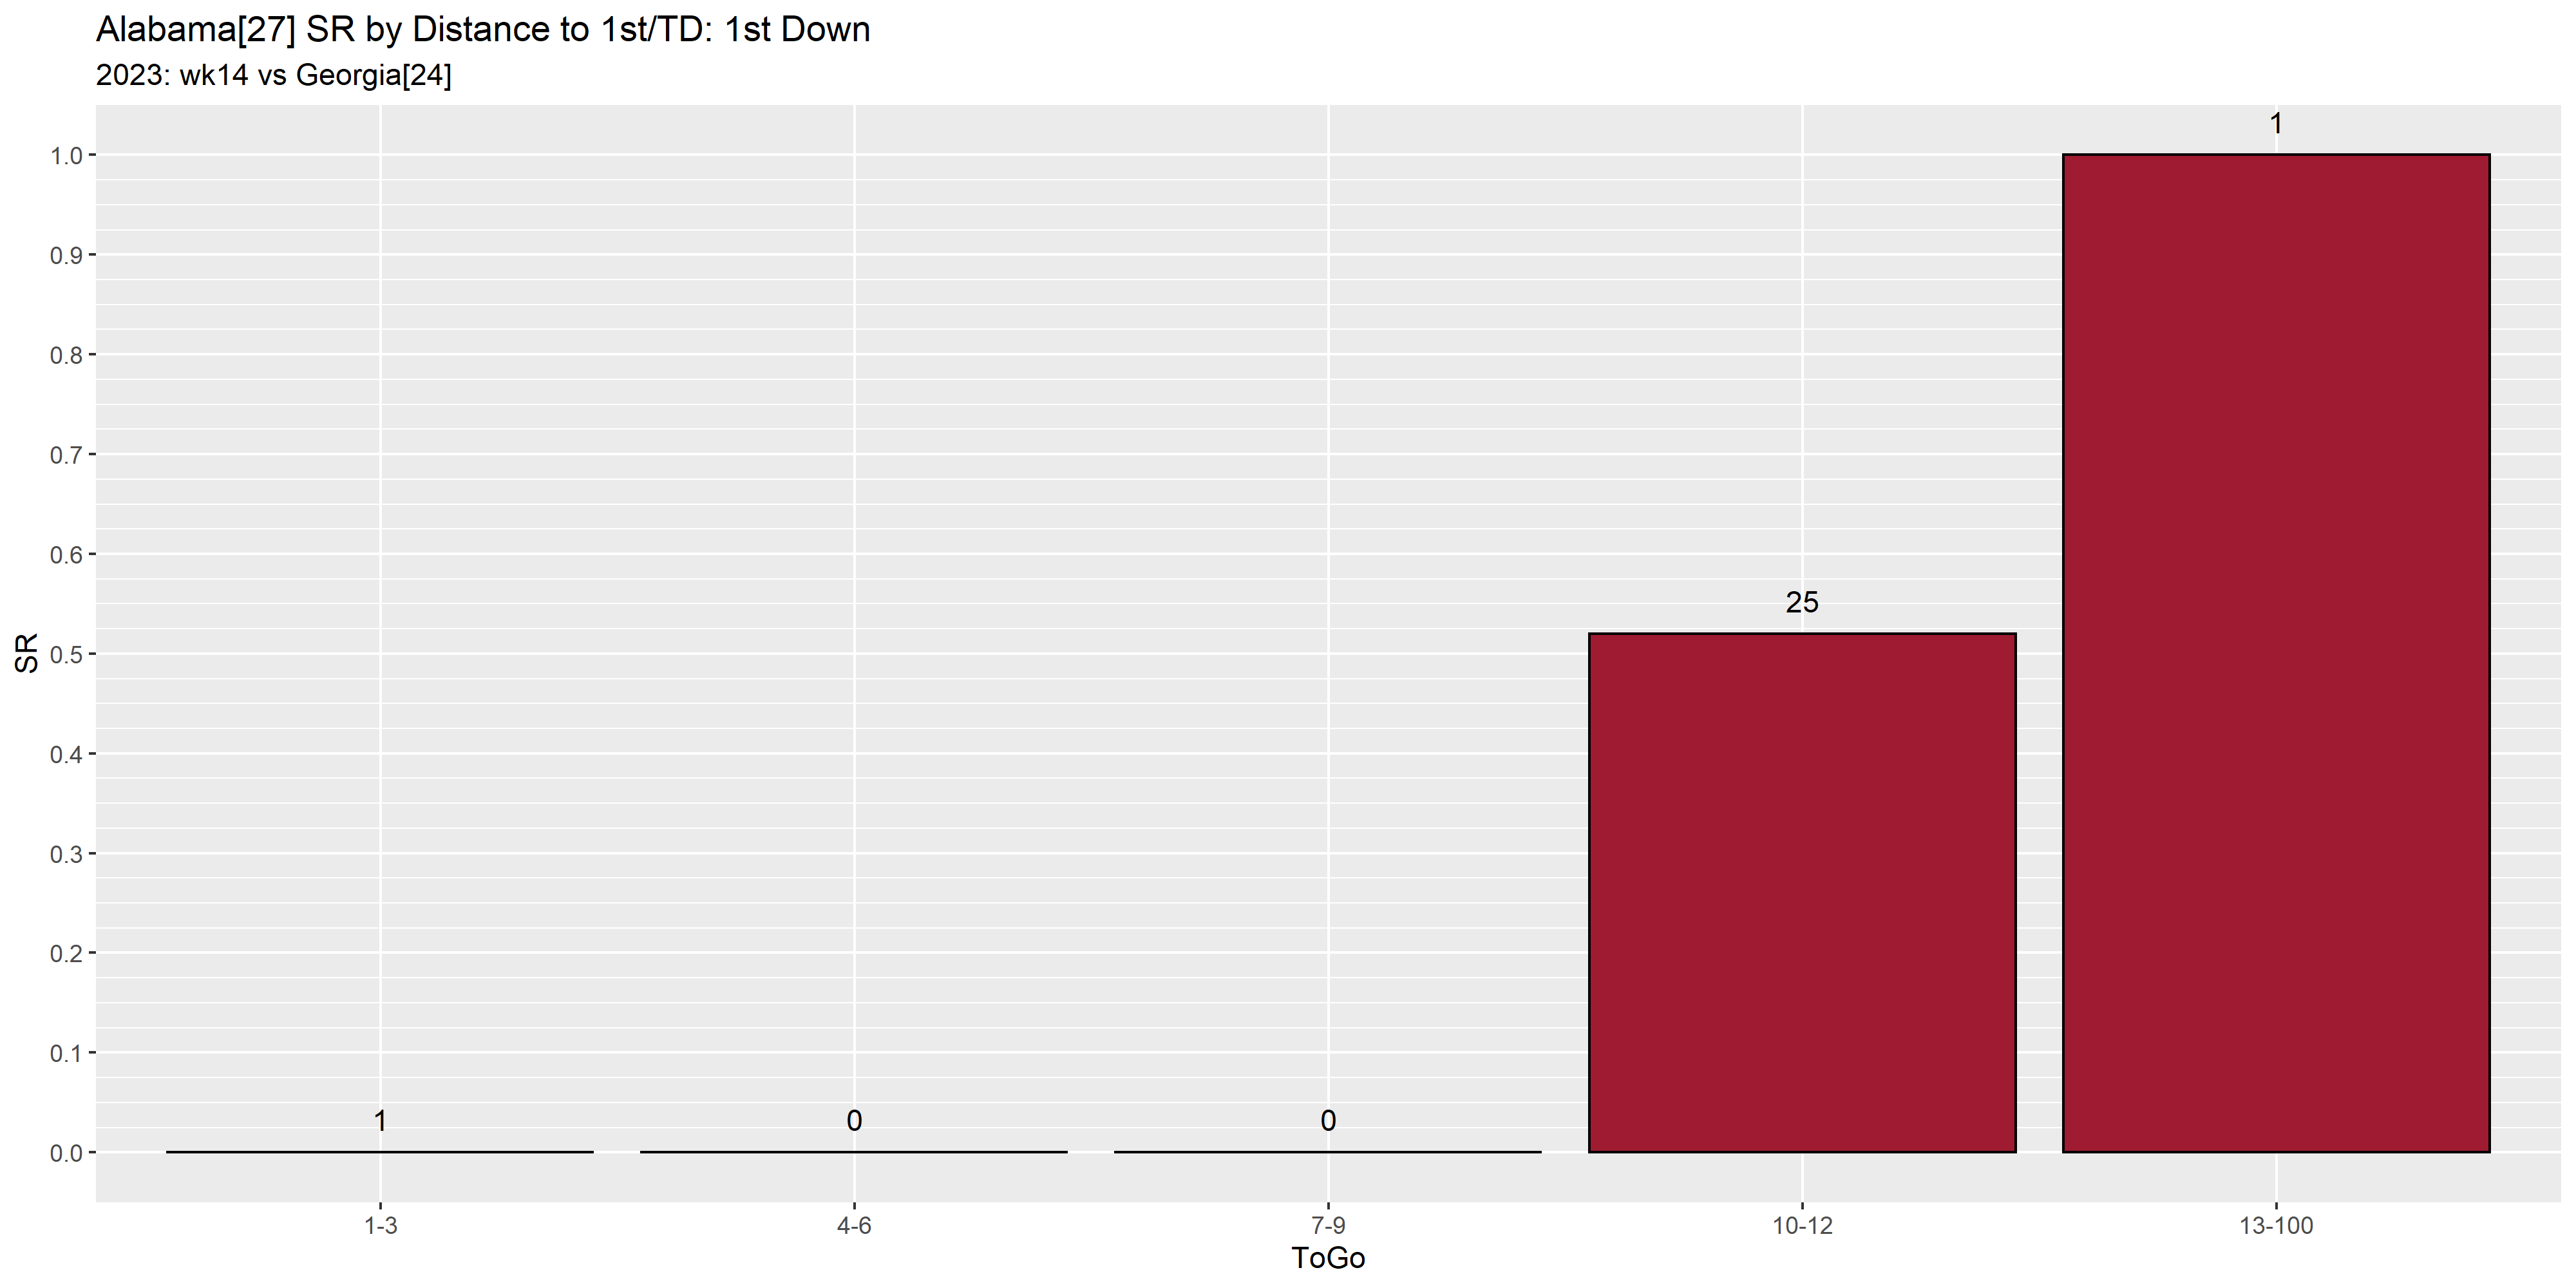 Alabama[27] SR by Distance to 1st/TD: 1st Down
2023: wk14 vs Georgia[24]
1
1.0
0.9
0.8
0.7
0.6
25
SR
0.5
0.4
0.3
0.2
0.1
1 0 0
0.0
1-3 4-6 7-9 10-12 13-100
ToGo